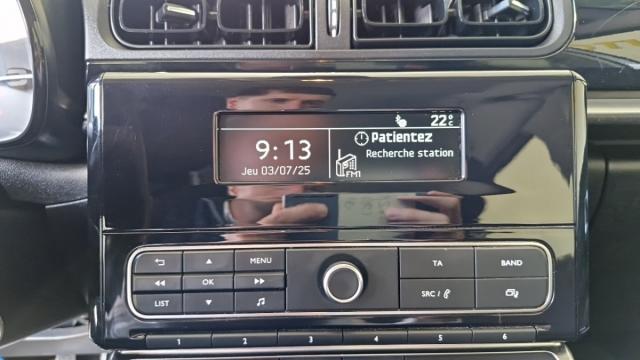 22°C
9:13
Patientez
Jeu 03/07/25
Recherche station
FM1
MENU
TA
BAND
OK
SRC /
LIST
1 2 3 4 5 6